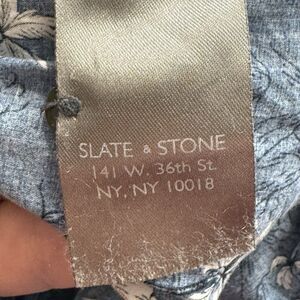 SLATE & STONE
141 W. 36th St.
NY, NY 10018